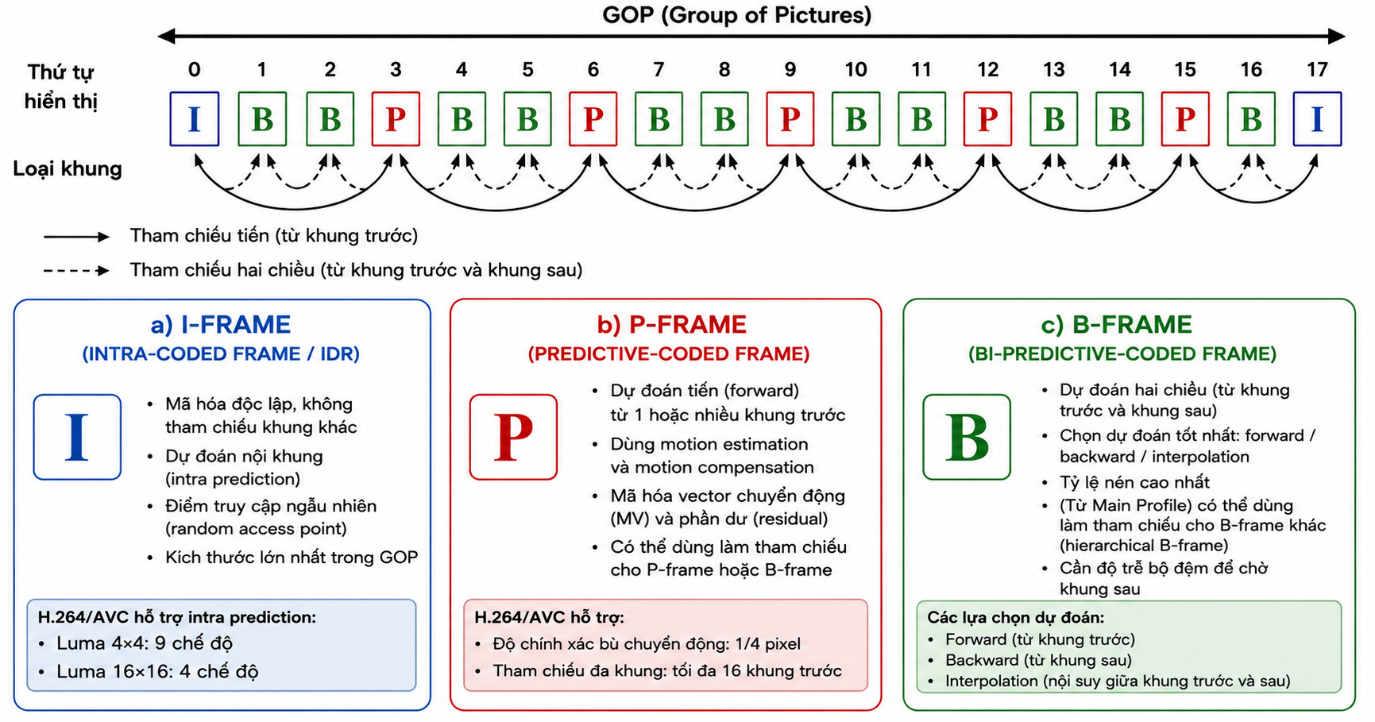 GOP (Group of Pictures)
Thứ tự
hiển thị
0 1 2 3 4 5 6 7 8 9 10 11 12 13 14 15 16 17
I B B P B B P B B P B B P B B P B I
Loại khung
Tham chiếu tiến (từ khung trước)
Tham chiếu hai chiều (từ khung trước và khung sau)
a) I-FRAME
(INTRA-CODED FRAME / IDR)
I
• Mã hóa độc lập, không
tham chiếu khung khác
• Dự đoán nội khung
(intra prediction)
• Điểm truy cập ngẫu nhiên
(random access point)
• Kích thước lớn nhất trong GOP
H.264/AVC hỗ trợ intra prediction:
• Luma 4×4: 9 chế độ
• Luma 16×16: 4 chế độ
b) P-FRAME
(PREDICTIVE-CODED FRAME)
P
• Dự đoán tiến (forward)
từ 1 hoặc nhiều khung trước
• Dùng motion estimation
và motion compensation
• Mã hóa vector chuyển động
(MV) và phần dư (residual)
• Có thể dùng làm tham chiếu
cho P-frame hoặc B-frame
H.264/AVC hỗ trợ:
• Độ chính xác bù chuyển động: 1/4 pixel
• Tham chiếu đa khung: tối đa 16 khung trước
c) B-FRAME
(BI-PREDICTIVE-CODED FRAME)
B
• Dự đoán hai chiều (từ khung
trước và khung sau)
• Chọn dự đoán tốt nhất: forward /
backward / interpolation
• Tỷ lệ nén cao nhất
• (Từ Main Profile) có thể dùng
làm tham chiếu cho B-frame khác
(hierarchical B-frame)
• Cần độ trễ bộ đệm để chờ
khung sau
Các lựa chọn dự đoán:
• Forward (từ khung trước)
• Backward (từ khung sau)
• Interpolation (nội suy giữa khung trước và sau)